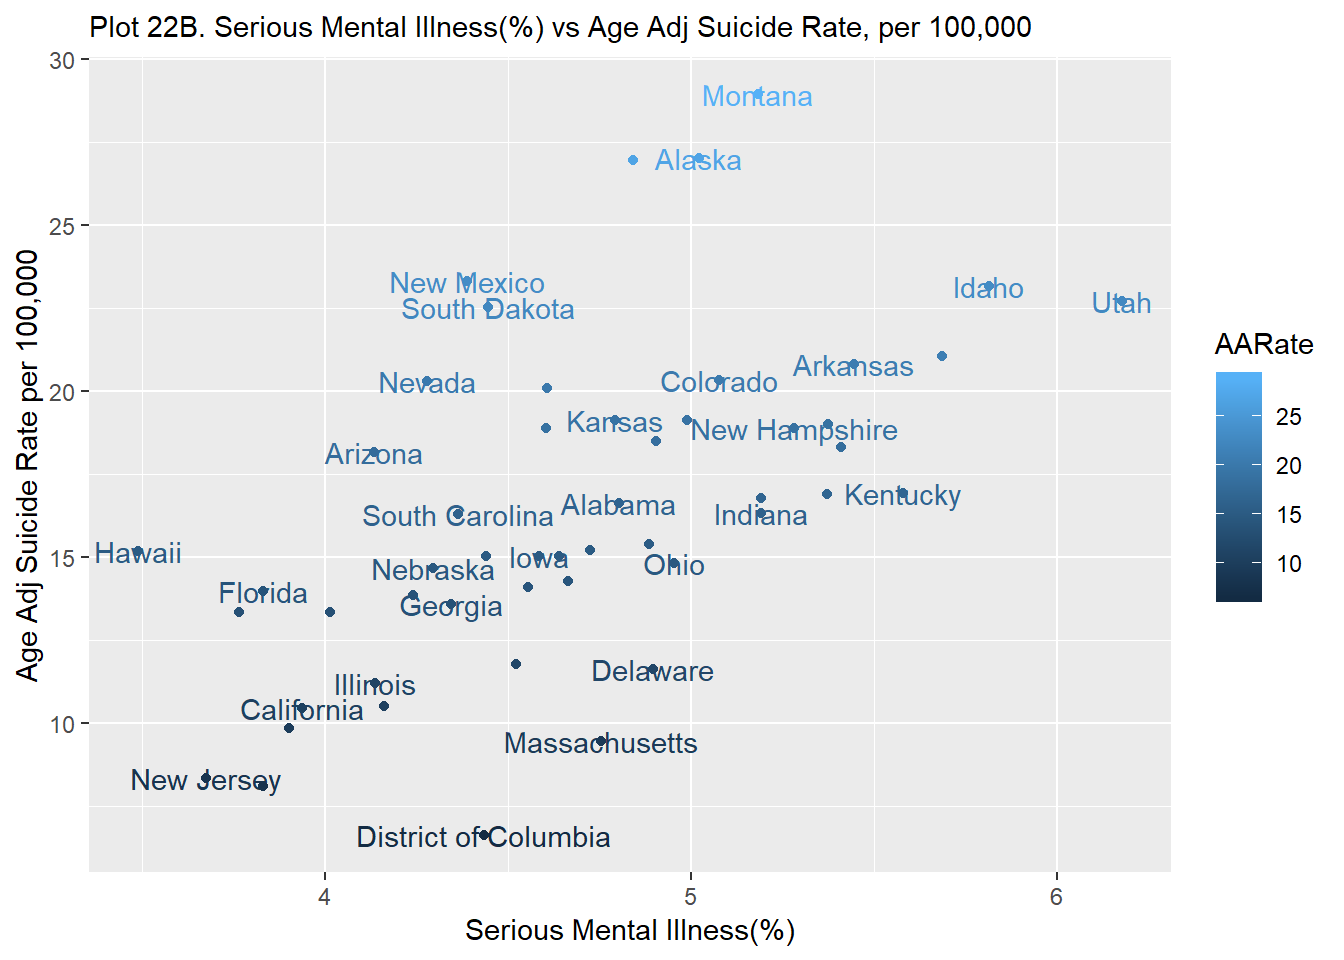 Plot 22B. Serious Mental Illness(%) vs Age Adj Suicide Rate, per 100,000
30
25
20
15
10
Age Adj Suicide Rate per 100,000
Montana
Alaska
New Mexico
Idaho
South Dakota
Utah
Arkansas
Nevada
Colorado
Kansas
New Hampshire
Arizona
Kentucky
Alabama
South Carolina
Indiana
Hawaii
Iowa
Ohio
Nebraska
Florida
Georgia
Delaware
Illinois
California
Massachusetts
New Jersey
District of Columbia
4
5
6
Serious Mental Illness(%)
AARate
25
20
15
10